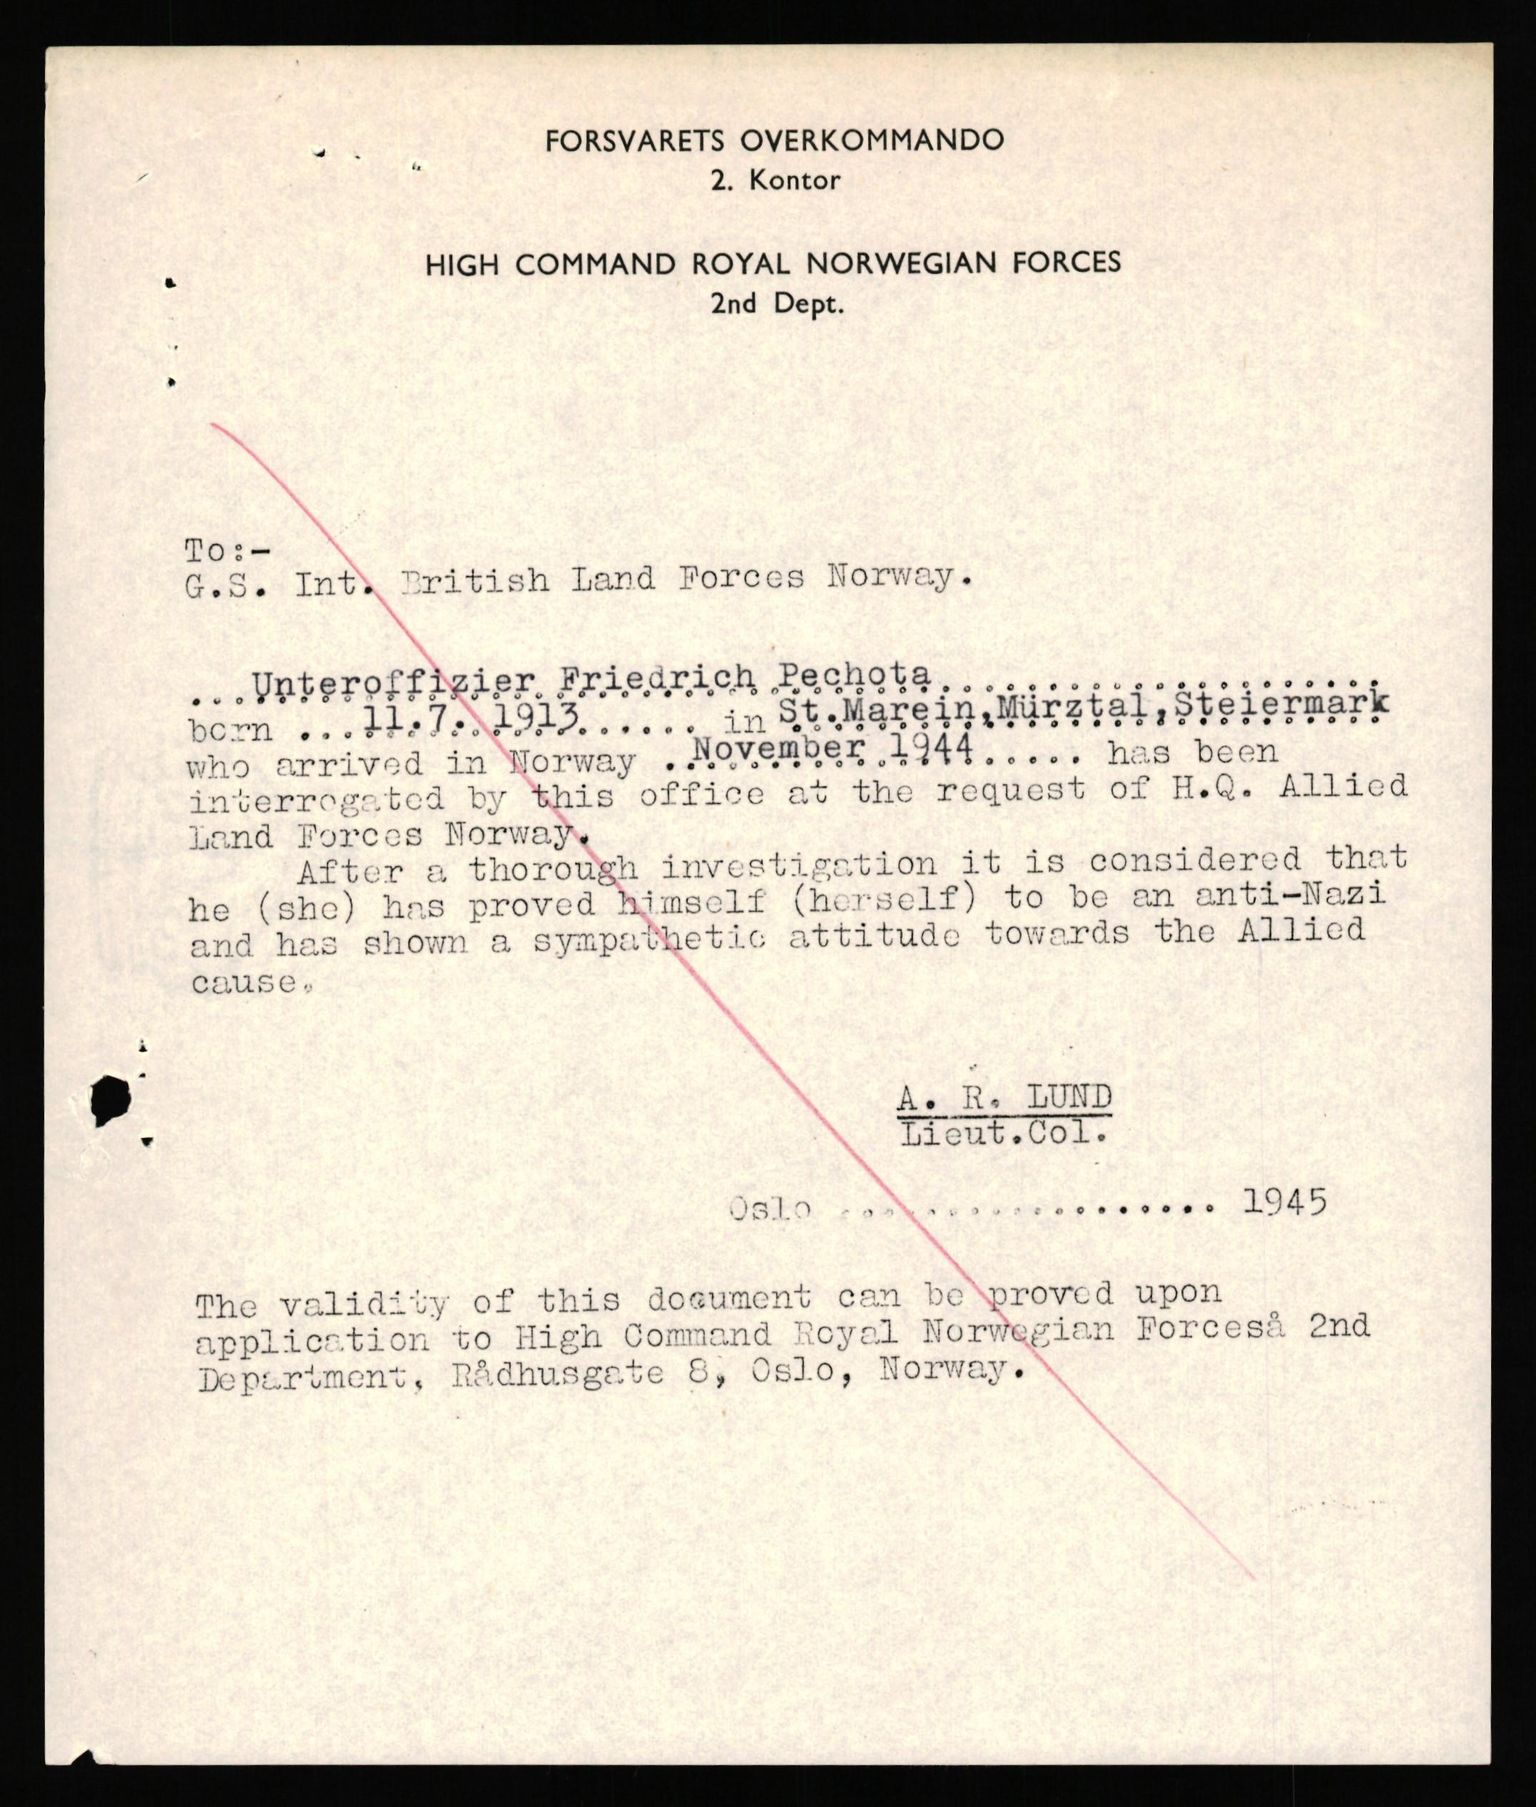 FORSVARETS OVERKOMMANDO
2. Kontor
HIGH COMMAND ROYAL NORWEGIAN FORCES
2nd Dept.
To:-
G.S. Int. British Land Forces Norway.
...Unteroffizier Friedrich Pechota.....................
born ...11.7. 1913...... in St.Marein,Mürztal,Steiermark
who arrived in Norway .November 1944..... has been
interrogated by this office at the request of H.Q. Allied
Land Forces Norway.
After a thorough investigation it is considered that
he (she) has proved himself (herself) to be an anti-Nazi
and has shown a sympathetic attitude towards the Allied
cause.
A. R. LUND
Lieut.Col.
Oslo .................. 1945
The validity of this document can be proved upon
application to High Command Royal Norwegian Forceså 2nd
Department, Rådhusgate 8, Oslo, Norway.